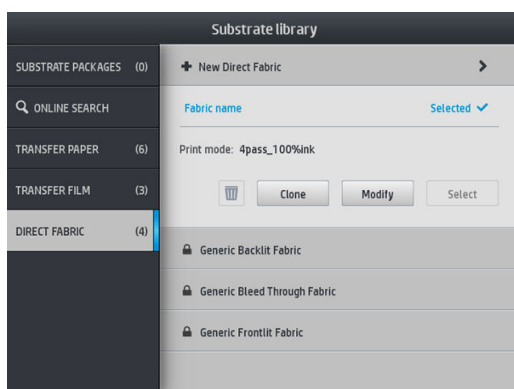 Substrate library
SUBSTRATE PACKAGES (0)
ONLINE SEARCH
TRANSFER PAPER (6)
TRANSFER FILM (3)
DIRECT FABRIC (4)
New Direct Fabric
Fabric name Selected
Print mode: 4pass_100%ink
Clone Modify Select
Generic Backlit Fabric
Generic Bleed Through Fabric
Generic Frontlit Fabric